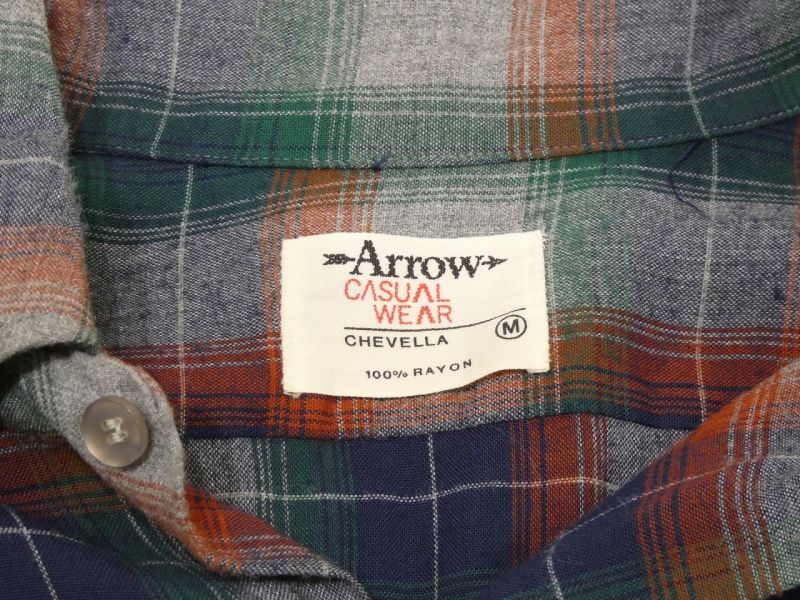 Arrow
CASUAL
WEAR
CHEVELLA M
100% RAYON